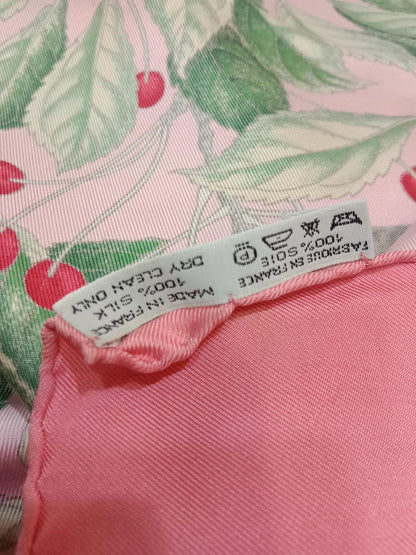 FABRIQUE EN FRANCE
100% SOIE
P
MADE IN FRANCE
100% SILK
DRY CLEAN ONLY